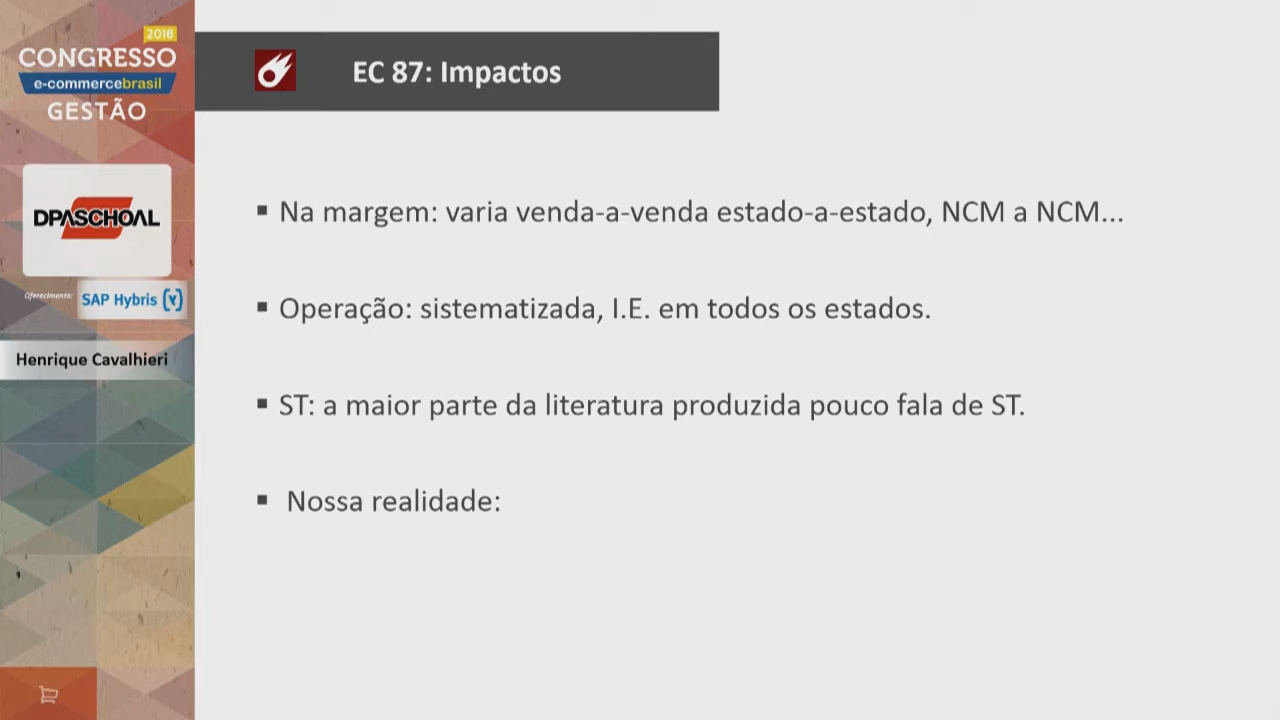 2016
CONGRESSO
e-commercebrasil
GESTÃO
DPASCHOAL
Oferecimento:
SAP Hybris (Y)
Henrique Cavalhieri
EC 87: Impactos
▪ Na margem: varia venda-a-venda estado-a-estado, NCM a NCM...
▪ Operação: sistematizada, I.E. em todos os estados.
▪ ST: a maior parte da literatura produzida pouco fala de ST.
▪ Nossa realidade: